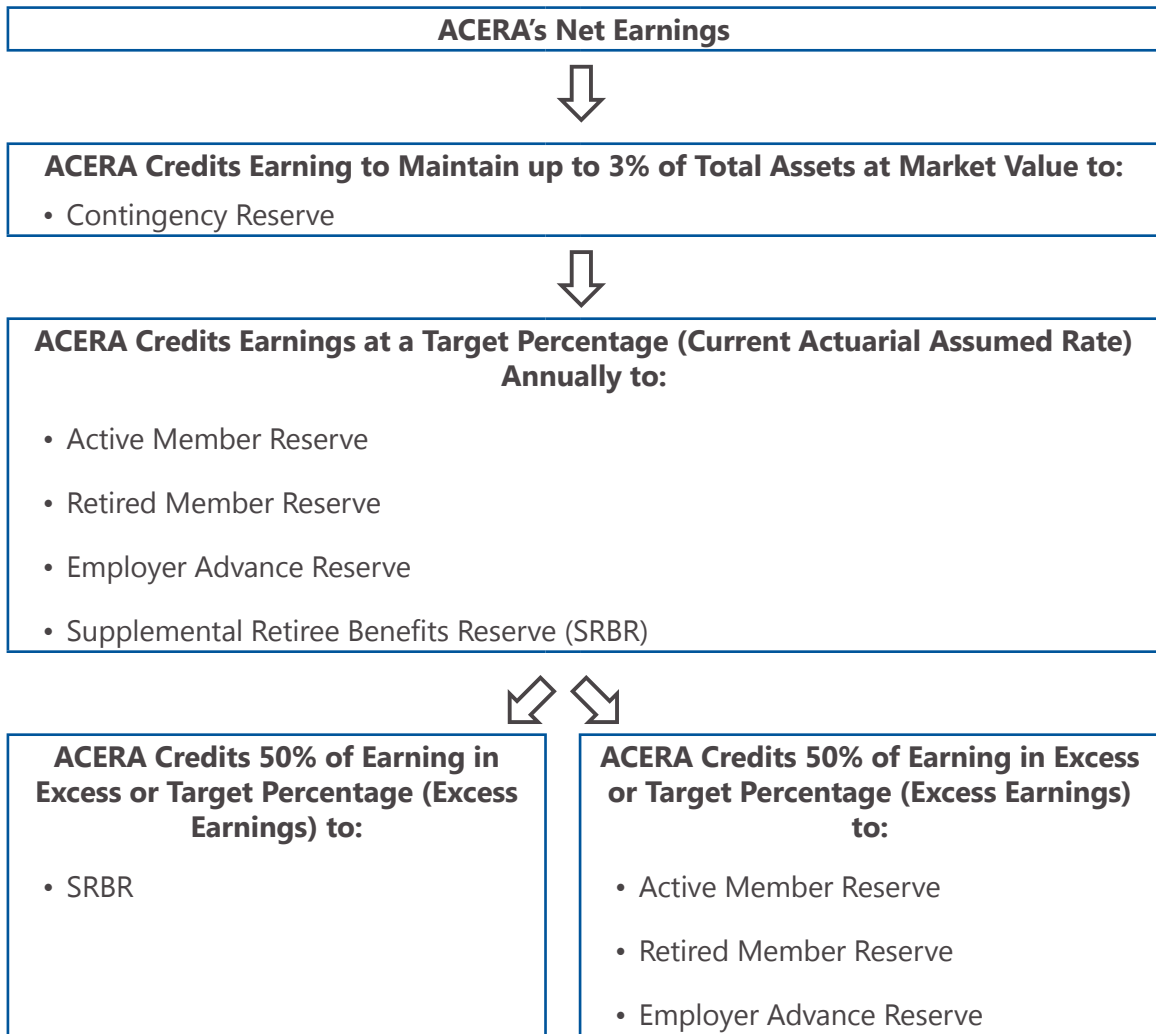 ACERA’s Net Earnings
ACERA Credits Earning to Maintain up to 3% of Total Assets at Market Value to:
• Contingency Reserve
ACERA Credits Earnings at a Target Percentage (Current Actuarial Assumed Rate)
Annually to:
• Active Member Reserve
• Retired Member Reserve
• Employer Advance Reserve
• Supplemental Retiree Benefits Reserve (SRBR)
ACERA Credits 50% of Earning in
Excess or Target Percentage (Excess
Earnings) to:
• SRBR
ACERA Credits 50% of Earning in Excess
or Target Percentage (Excess Earnings)
to:
• Active Member Reserve
• Retired Member Reserve
• Employer Advance Reserve